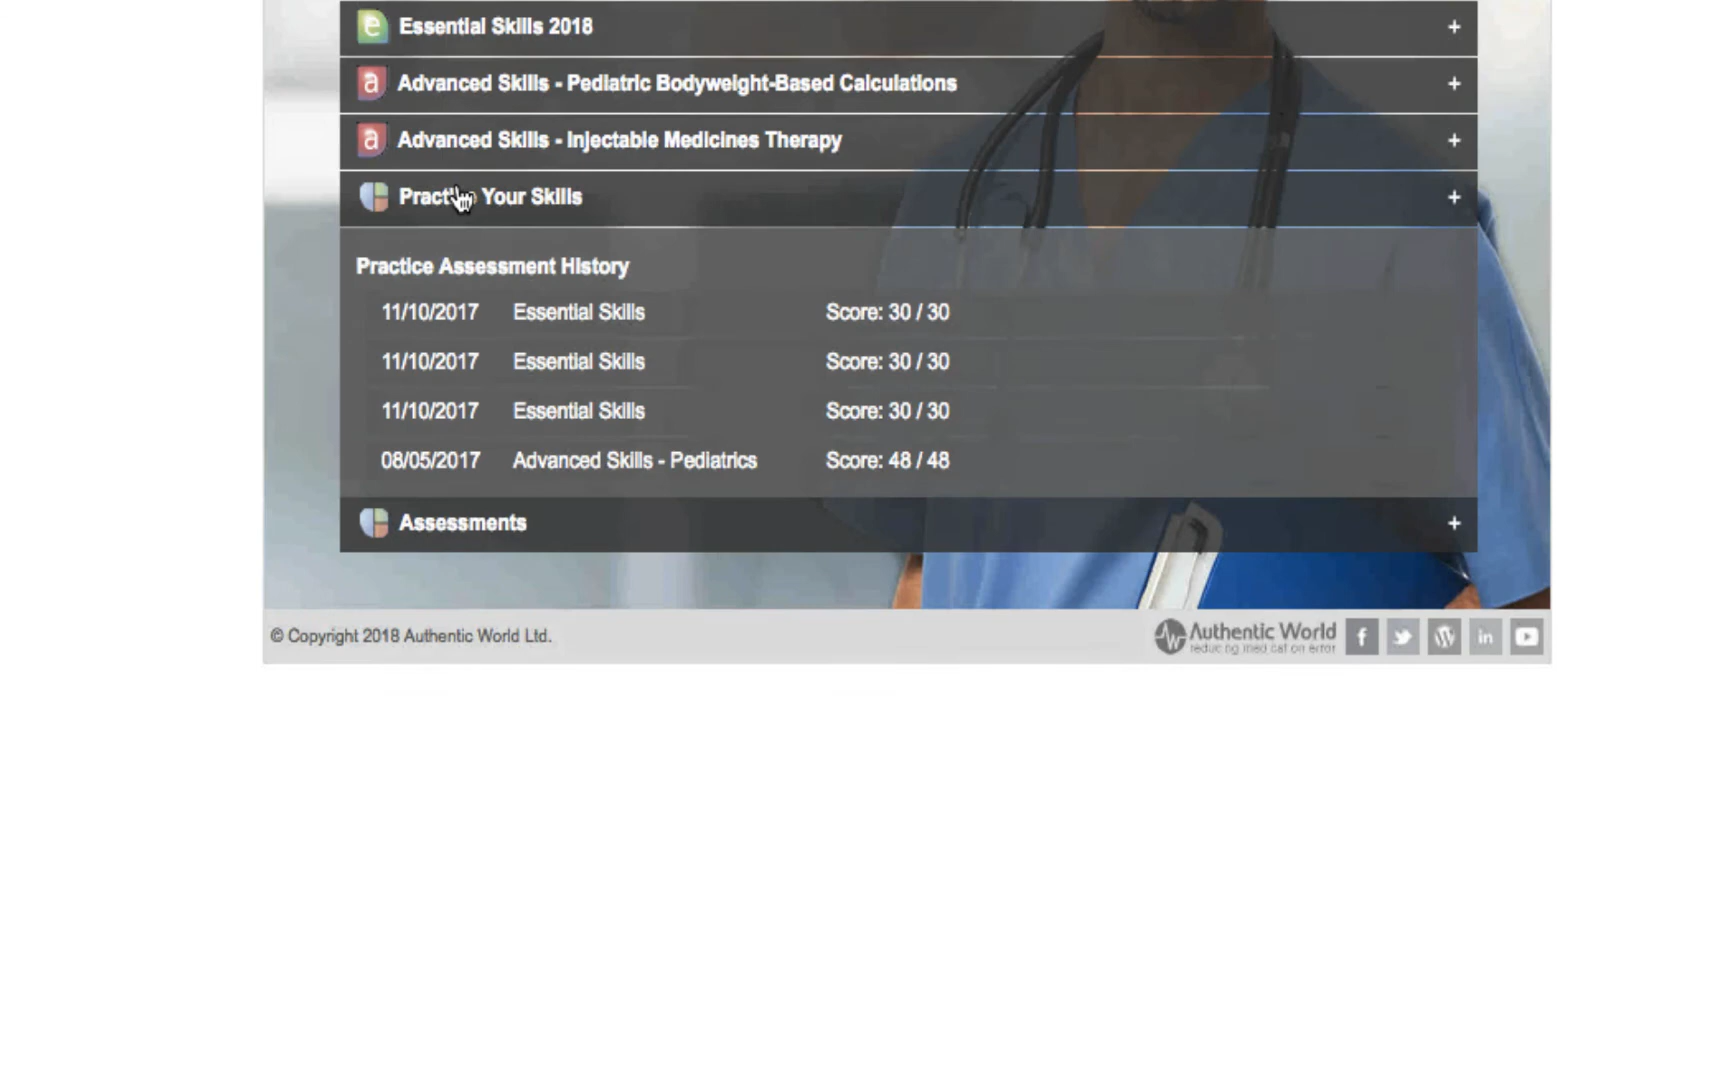 Essential Skills 2018 +
Advanced Skills - Pediatric Bodyweight-Based Calculations +
Advanced Skills - Injectable Medicines Therapy +
Your Skills +
Practice Assessment History
11/10/2017 Essential Skills Score: 30 / 30
11/10/2017 Essential Skills Score: 30 / 30
11/10/2017 Essential Skills Score: 30 / 30
08/05/2017 Advanced Skills - Pediatrics Score: 48 / 48
Assessments +
© Copyright 2018 Authentic World Ltd.
Authentic World